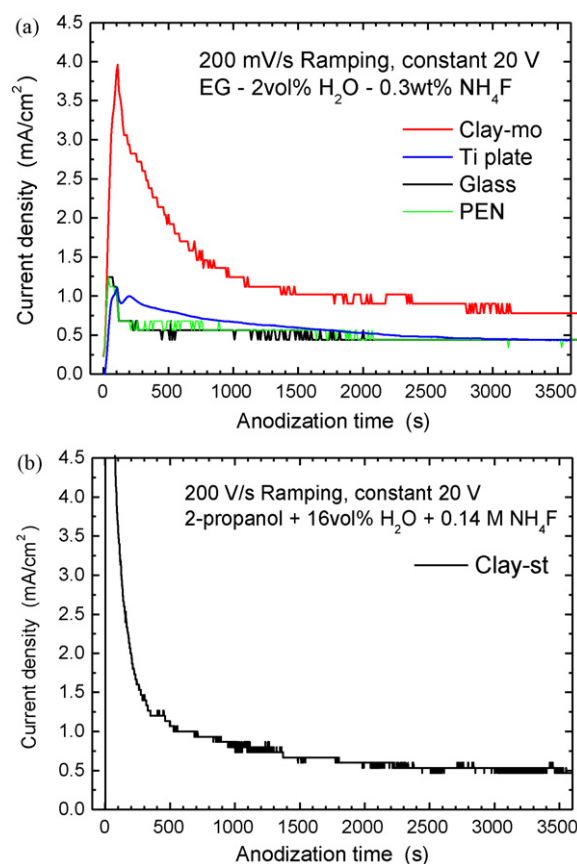 (a)
200 mV/s Ramping, constant 20 V
EG - 2vol% H₂O - 0.3wt% NH₄F
Clay-mo
Ti plate
Glass
PEN
Current density (mA/cm²)
4.5
4.0
3.5
3.0
2.5
2.0
1.5
1.0
0.5
0.0
0 500 1000 1500 2000 2500 3000 3500
Anodization time (s)
(b)
200 V/s Ramping, constant 20 V
2-propanol + 16vol% H₂O + 0.14 M NH₄F
Clay-st
Current density (mA/cm²)
4.5
4.0
3.5
3.0
2.5
2.0
1.5
1.0
0.5
0.0
0 500 1000 1500 2000 2500 3000 3500
Anodization time (s)